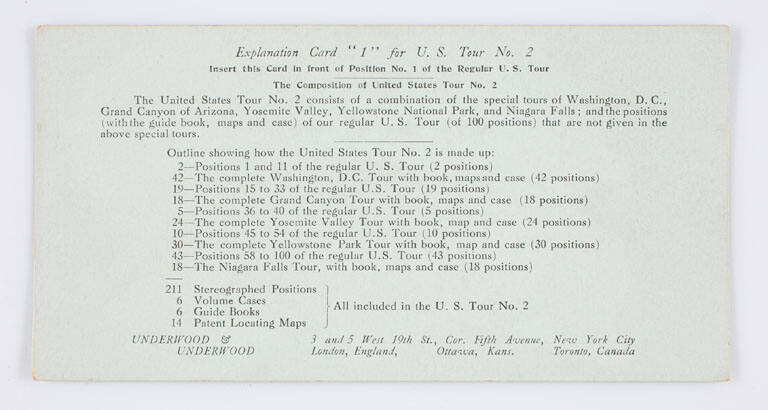 Explanation Card "1" for U. S. Tour No. 2
Insert this Card in front of Position No. 1 of the Regular U. S. Tour
The Composition of United States Tour No. 2
The United States Tour No. 2 consists of a combination of the special tours of Washington, D. C.,
Grand Canyon of Arizona, Yosemite Valley, Yellowstone National Park, and Niagara Falls; and the positions
(with the guide book, maps and case) of our regular U. S. Tour (of 100 positions) that are not given in the
above special tours.
Outline showing how the United States Tour No. 2 is made up:
2—Positions 1 and 11 of the regular U. S. Tour (2 positions)
42—The complete Washington, D.C. Tour with book, maps and case (42 positions)
19—Positions 15 to 33 of the regular U.S. Tour (19 positions)
18—The complete Grand Canyon Tour with book, maps and case (18 positions)
5—Positions 36 to 40 of the regular U.S. Tour (5 positions)
24—The complete Yosemite Valley Tour with book, map and case (24 positions)
10—Positions 45 to 54 of the regular U.S. Tour (10 positions)
30—The complete Yellowstone Park Tour with book, map and case (30 positions)
43—Positions 58 to 100 of the regular U.S. Tour (43 positions)
18—The Niagara Falls Tour, with book, maps and case (18 positions)
211 Stereographed Positions
6 Volume Cases
6 Guide Books
14 Patent Locating Maps
All included in the U. S. Tour No. 2
UNDERWOOD & 3 and 5 West 19th St., Cor. Fifth Avenue, New York City
UNDERWOOD London, England, Ottawa, Kans. Toronto, Canada